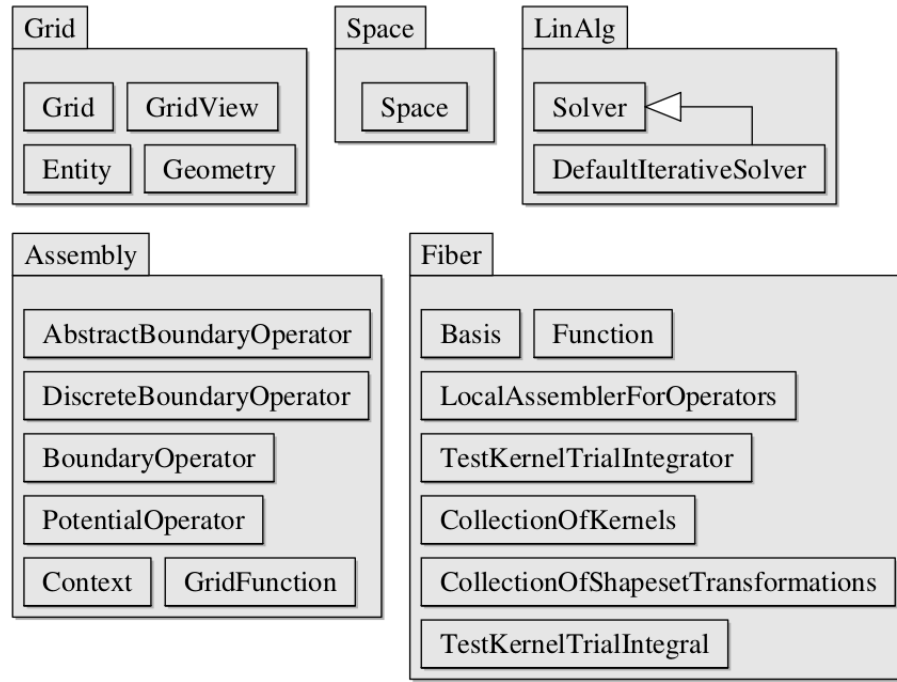 Grid
Grid GridView
Entity Geometry
Space
Space
LinAlg
Solver
DefaultIterativeSolver
Assembly
AbstractBoundaryOperator
DiscreteBoundaryOperator
BoundaryOperator
PotentialOperator
Context GridFunction
Fiber
Basis Function
LocalAssemblerForOperators
TestKernelTrialIntegrator
CollectionOfKernels
CollectionOfShapesetTransformations
TestKernelTrialIntegral